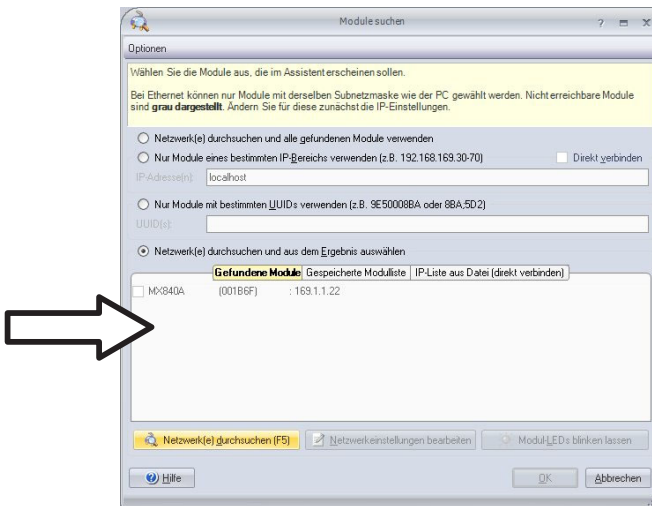 Module suchen
Optionen
Wählen Sie die Module aus, die im Assistent erscheinen sollen.
Bei Ethernet können nur Module mit derselben Subnetzmaske wie der PC gewählt werden. Nicht erreichbare Module
sind grau dargestellt. Ändern Sie für diese zunächst die IP-Einstellungen.
Netzwerk(e) durchsuchen und alle gefundenen Module verwenden
Nur Module eines bestimmten IP-Bereichs verwenden (z.B. 192.168.169.30-70) Direkt verbinden
IP-Adresse(n): localhost
Nur Module mit bestimmten UUIDs verwenden (z.B. 9E50008BA oder 8BA;5D2)
UUID(s):
Netzwerk(e) durchsuchen und aus dem Ergebnis auswählen
Gefundene Module Gespeicherte Modulliste IP-Liste aus Datei (direkt verbinden)
MX840A (001B6F) : 169.1.1.22
Netzwerk(e) durchsuchen (F5) Netzwerkeinstellungen bearbeiten Modul-LEDs blinken lassen
Hilfe OK Abbrechen